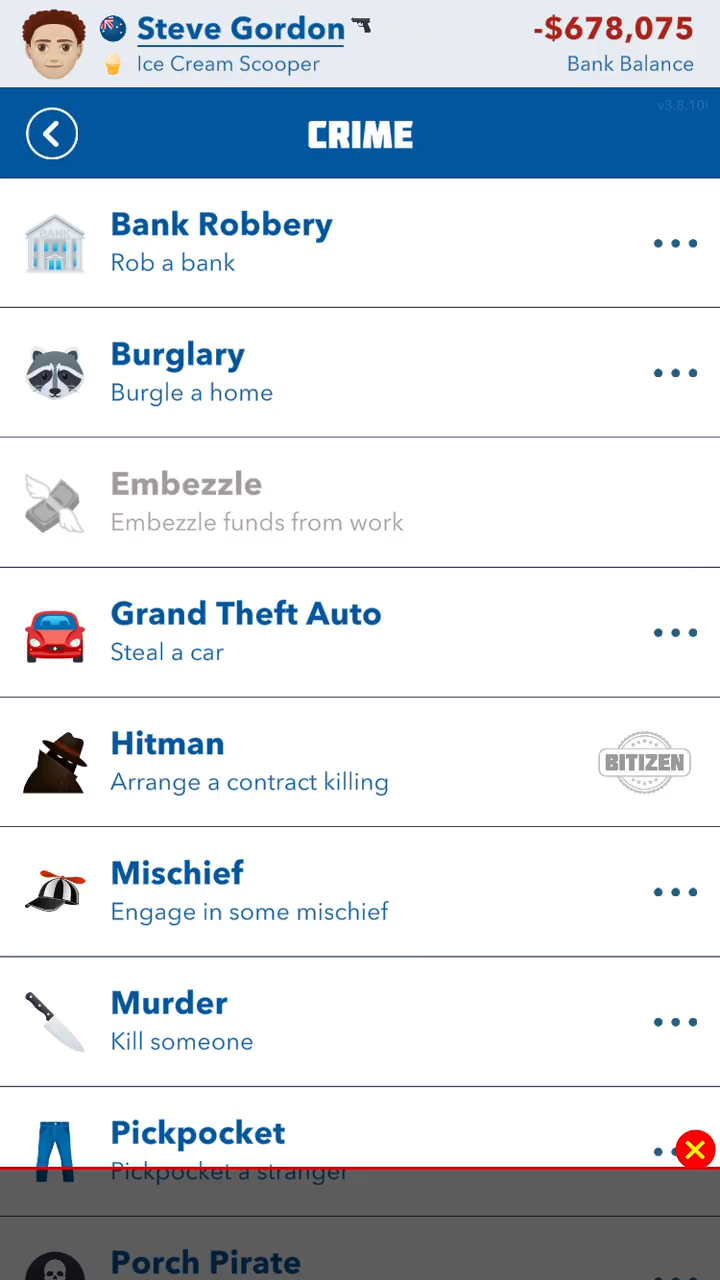 Steve Gordon
-$678,075
Ice Cream Scooper
Bank Balance
v3.8.10i
CRIME
BANK
Bank Robbery
Rob a bank
Burglary
Burgle a home
Embezzle
Embezzle funds from work
Grand Theft Auto
Steal a car
Hitman
Arrange a contract killing
BITIZEN
Mischief
Engage in some mischief
Murder
Kill someone
Pickpocket
Pickpocket a stranger
Porch Pirate